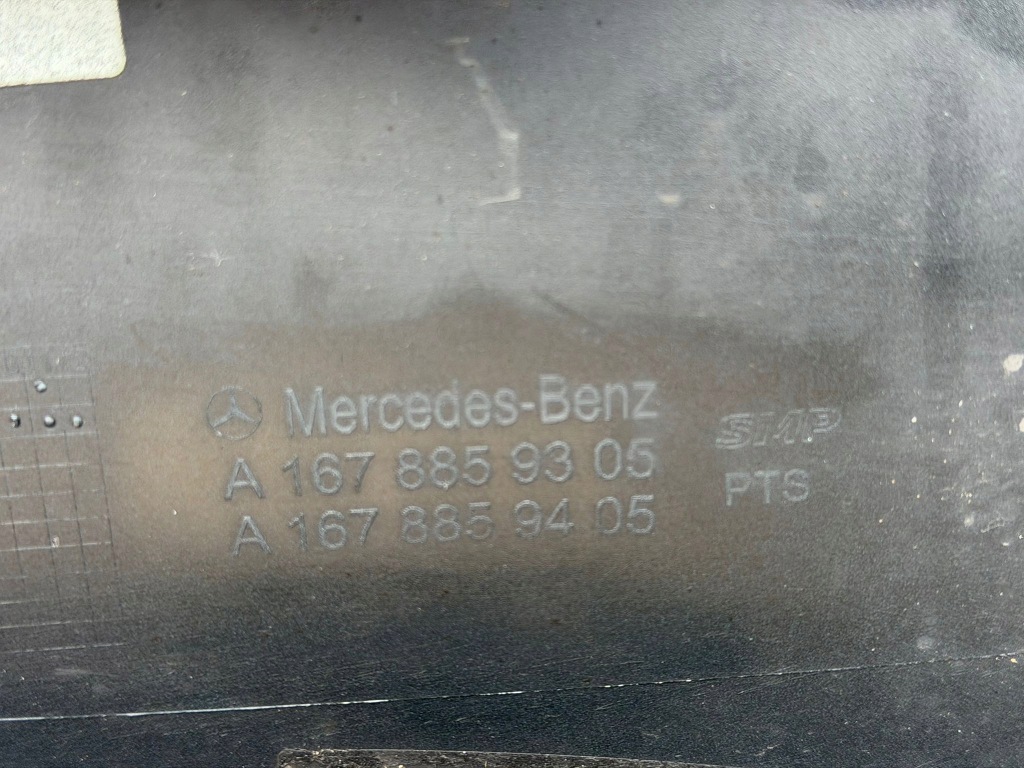 Mercedes-Benz
A 167 885 93 05
A 167 885 94 05
SMP
PTS